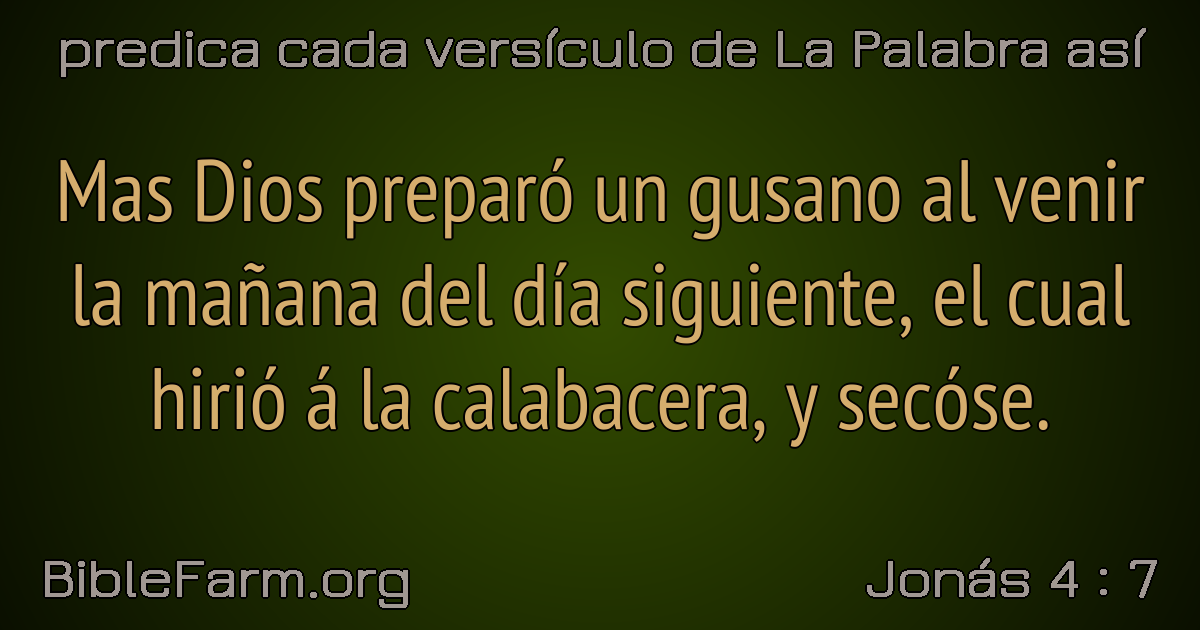 predica cada versículo de La Palabra así
Mas Dios preparó un gusano al venir
la mañana del día siguiente, el cual
hirió á la calabacera, y secóse.
BibleFarm.org
Jonás 4 : 7